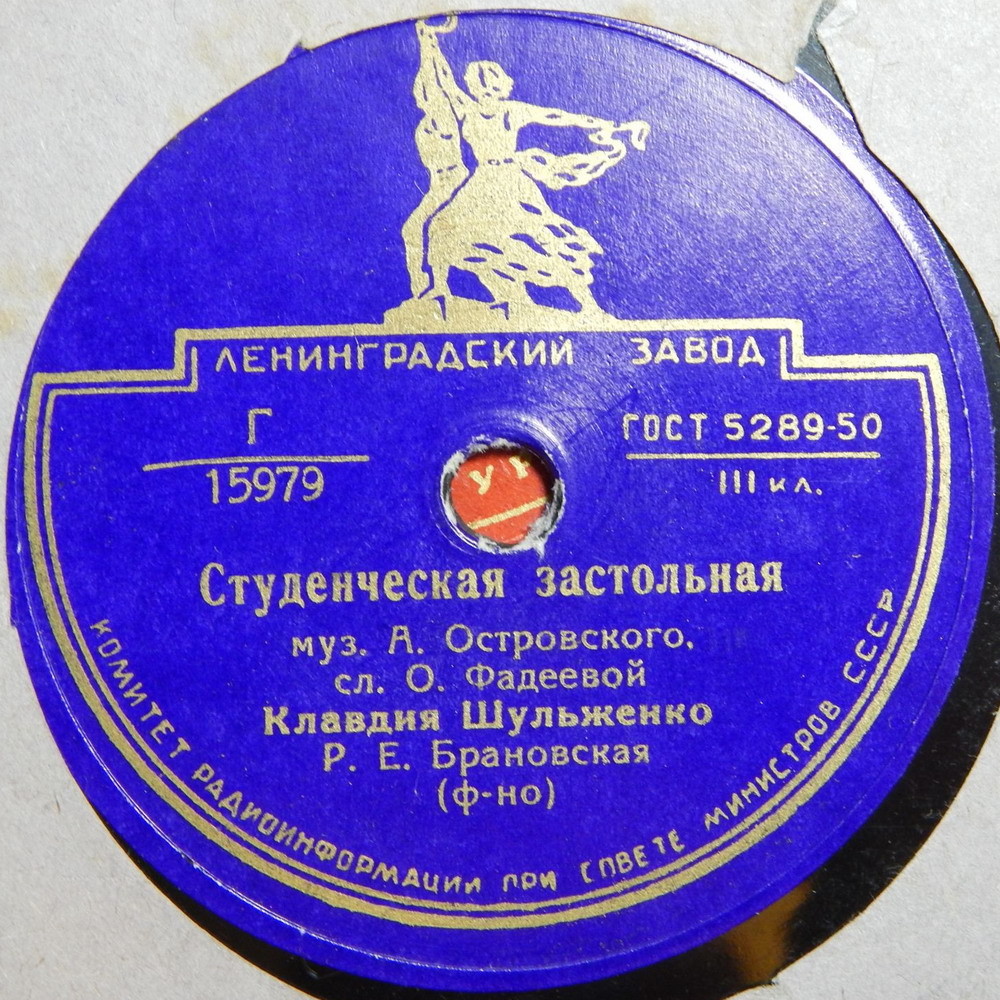 ЛЕНИНГРАДСКИЙ ЗАВОД
Г
15979
ГОСТ 5289-50
III кл.
Студенческая застольная
муз. А. Островского,
сл. О. Фадеевой
Клавдия Шульженко
Р. Е. Брановская
(ф-но)
КОМИТЕТ РАДИОИНФОРМАЦИИ ПРИ СОВЕТЕ МИНИСТРОВ СССР